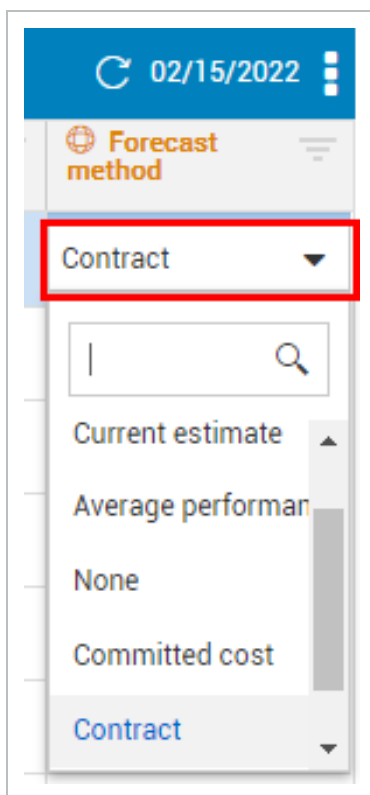 02/15/2022
Forecast
method
Contract
Current estimate
Average performan
None
Committed cost
Contract